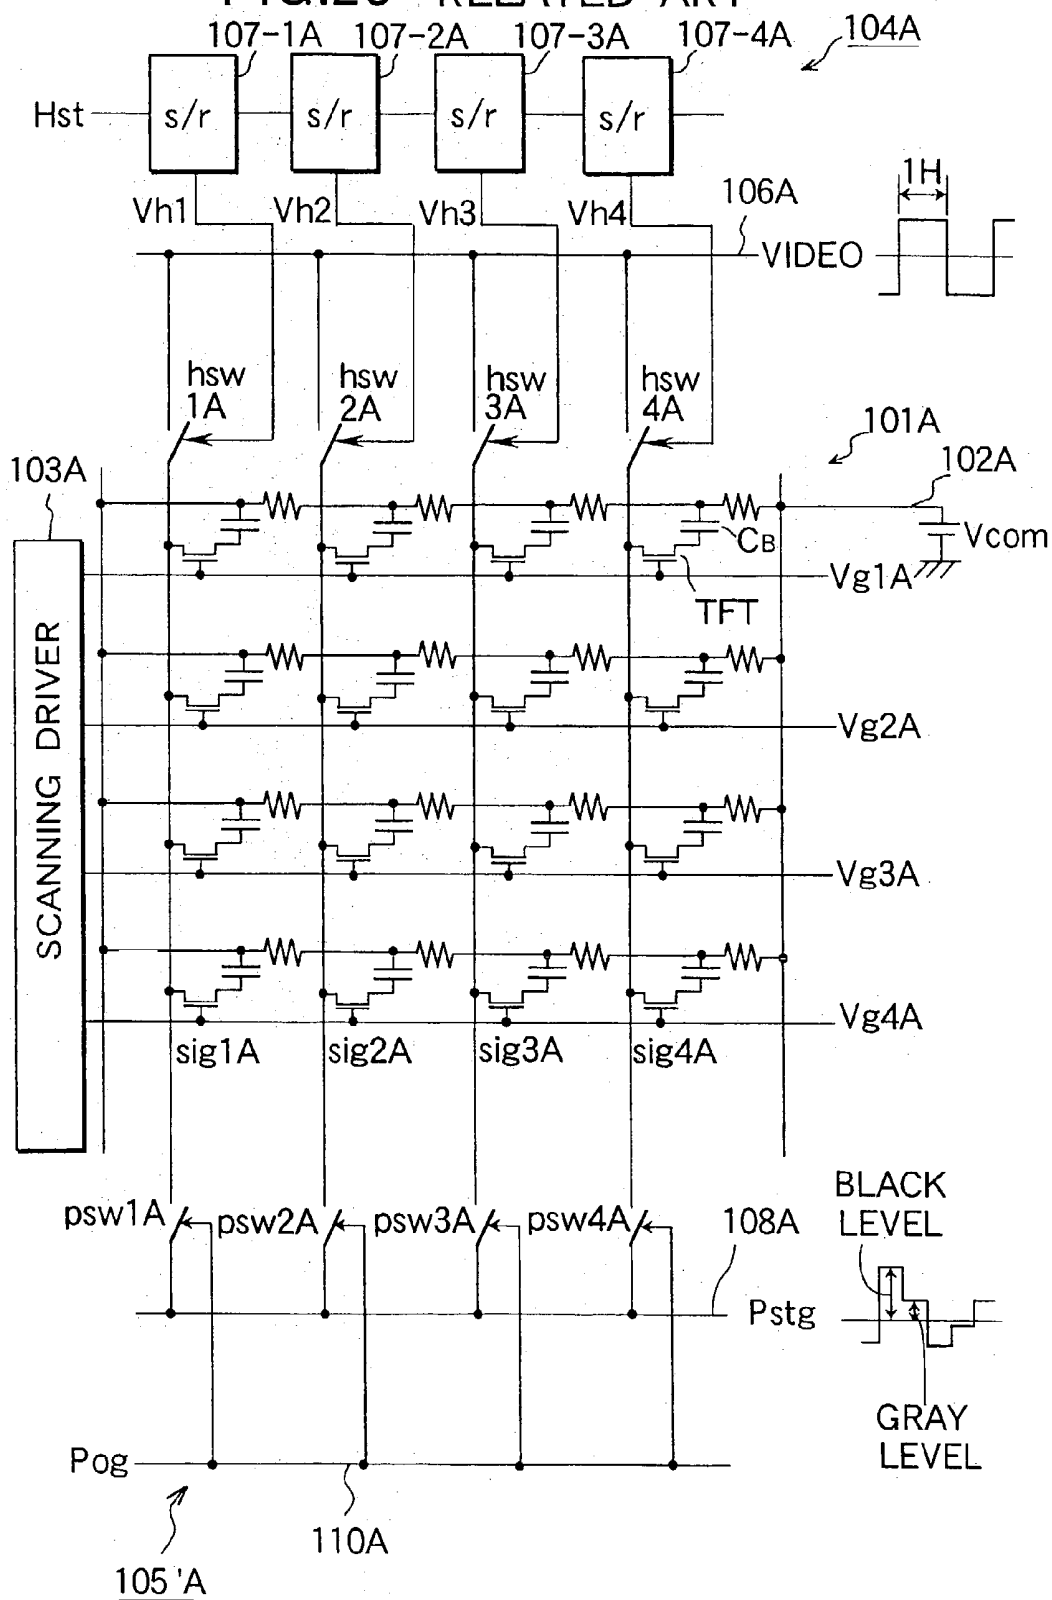 RELATED ART
107-1A 107-2A 107-3A 107-4A 104A
Hst s/r s/r s/r s/r
1H
106A
Vh1 Vh2 Vh3 Vh4
VIDEO
hsw 1A
hsw 2A
hsw 3A
hsw 4A
101A
103A
102A
CB
Vcom
Vg1A
TFT
SCANNING DRIVER
Vg2A
Vg3A
Vg4A
sig1A sig2A sig3A sig4A
BLACK
LEVEL
psw1A psw2A psw3A psw4A
108A
Pstg
GRAY
LEVEL
Pog
110A
105'A